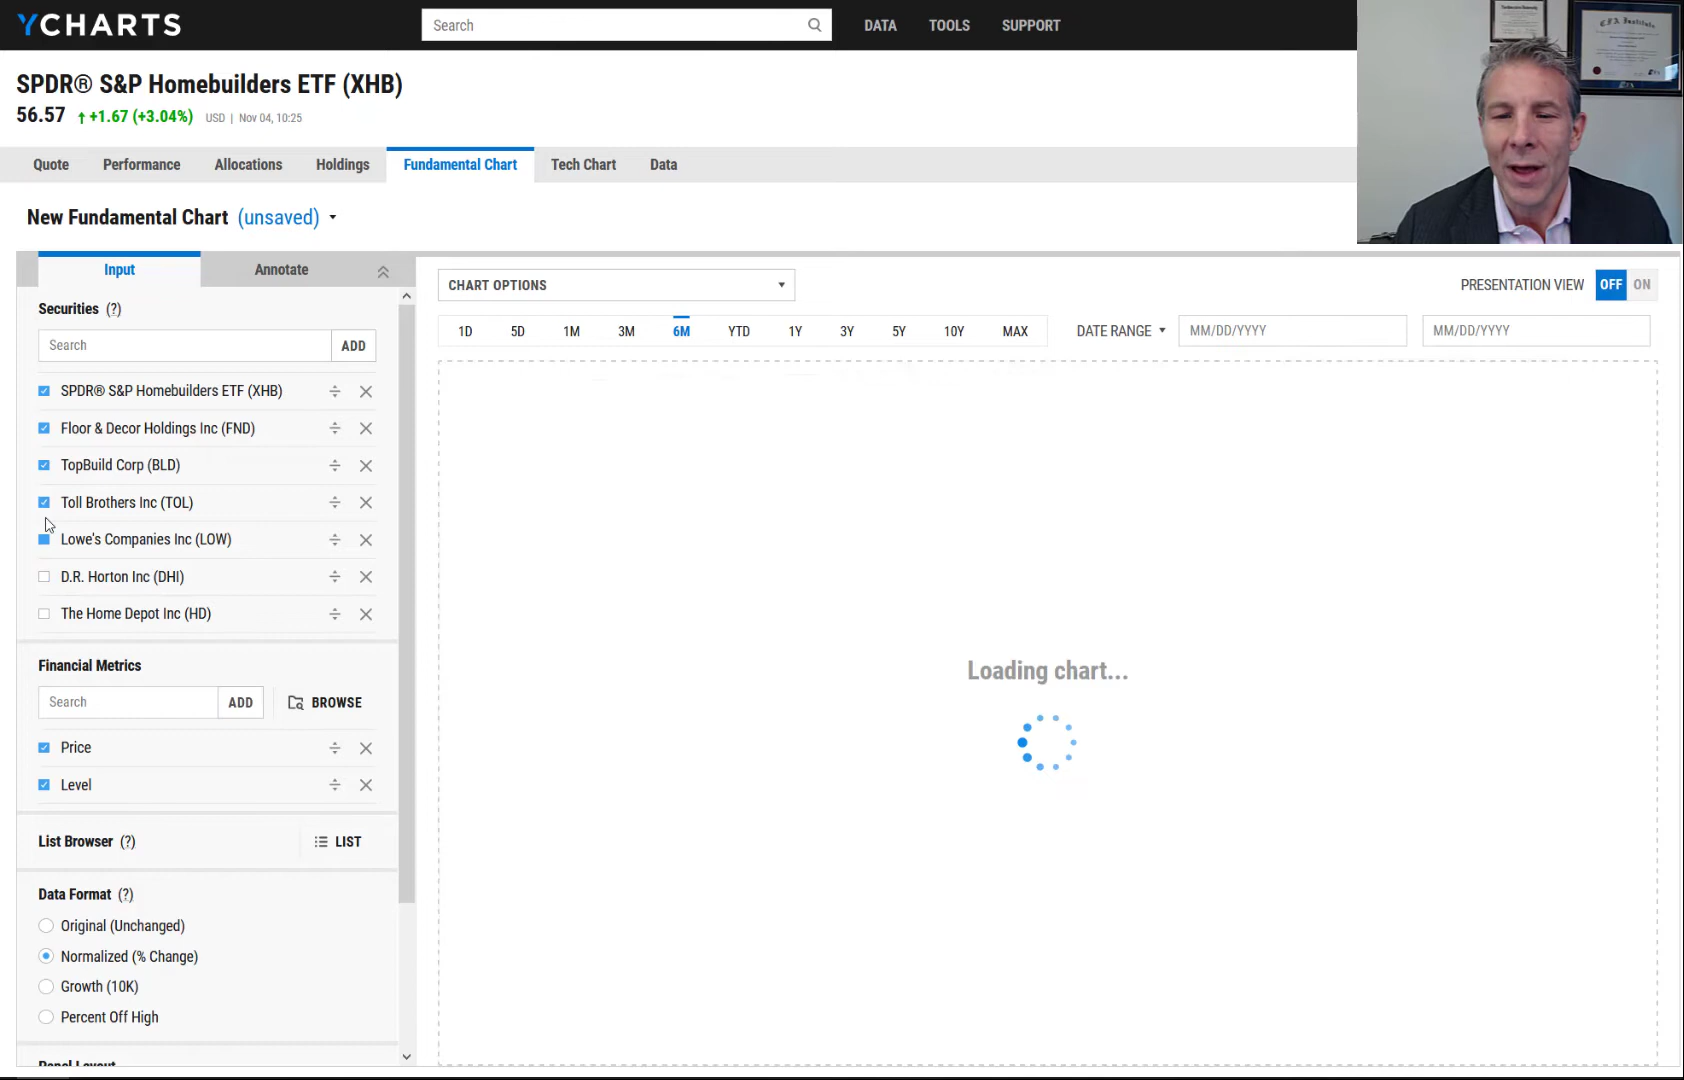 YCHARTS
Search
DATA
TOOLS
SUPPORT
CFA Institute
SPDR® S&P Homebuilders ETF (XHB)
56.57 +1.67 (+3.04%) USD | Nov 04, 10:25
Quote
Performance
Allocations
Holdings
Fundamental Chart
Tech Chart
Data
New Fundamental Chart (unsaved)
Input
Annotate
Securities (?)
Search
ADD
SPDR® S&P Homebuilders ETF (XHB)
Floor & Decor Holdings Inc (FND)
TopBuild Corp (BLD)
Toll Brothers Inc (TOL)
Lowe's Companies Inc (LOW)
D.R. Horton Inc (DHI)
The Home Depot Inc (HD)
Financial Metrics
Search
ADD
BROWSE
Price
Level
List Browser (?)
LIST
Data Format (?)
Original (Unchanged)
Normalized (% Change)
Growth (10K)
Percent Off High
Panel Layout
CHART OPTIONS
PRESENTATION VIEW OFF ON
1D 5D 1M 3M 6M YTD 1Y 3Y 5Y 10Y MAX
DATE RANGE
MM/DD/YYYY
MM/DD/YYYY
Loading chart...